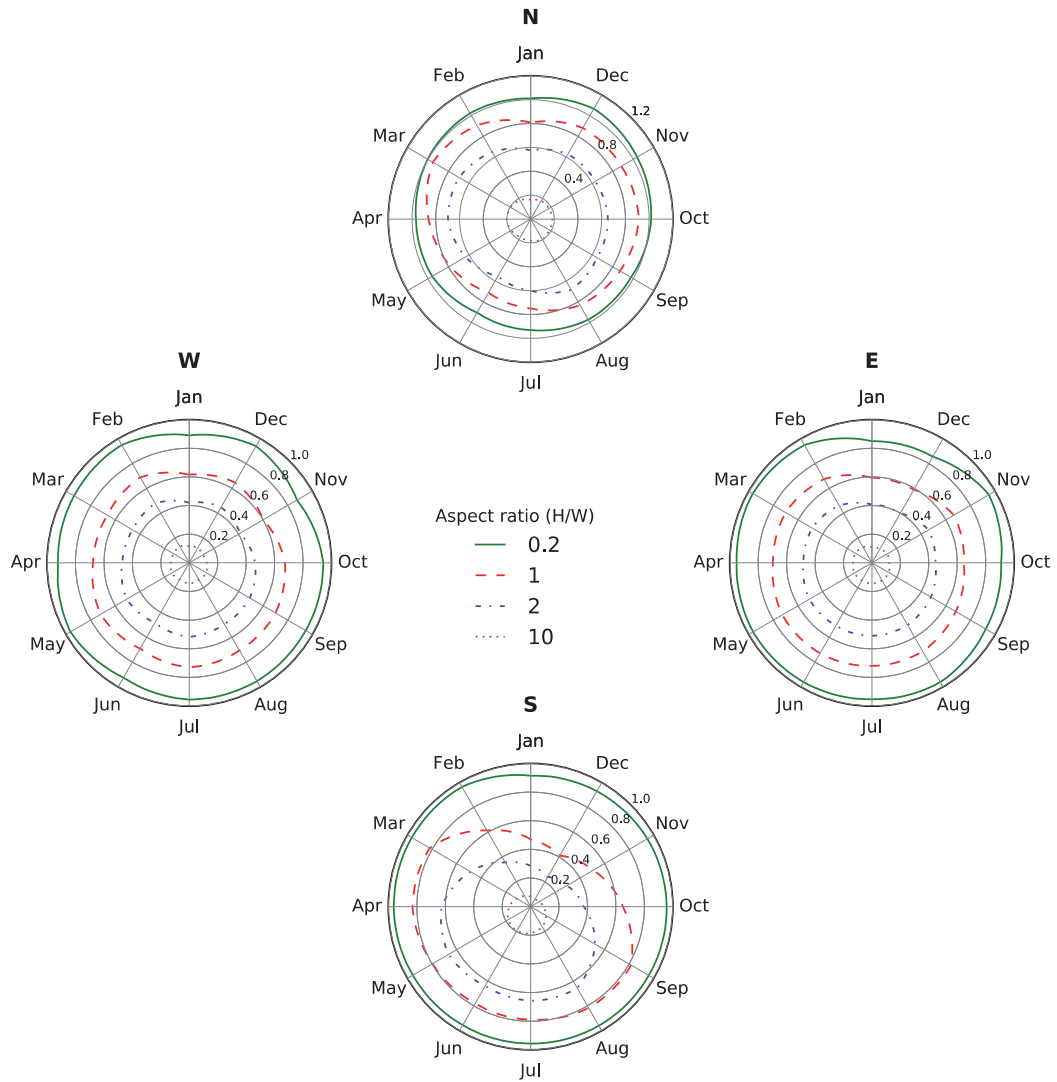 N
Jan
Feb
Dec
1.2
Mar
Nov
0.8
0.4
Apr
Oct
May
Sep
Jun
Aug
Jul
W
Jan
Feb
Dec
1.0
Mar
0.8
Nov
0.6
0.4
0.2
Apr
Oct
May
Sep
Jun
Aug
Jul
E
Jan
Feb
Dec
1.0
Mar
0.8
Nov
0.6
0.4
0.2
Apr
Oct
May
Sep
Jun
Aug
Jul
Aspect ratio (H/W)
0.2
1
2
10
S
Jan
Feb
Dec
1.0
Mar
0.8
Nov
0.6
0.4
0.2
Apr
Oct
May
Sep
Jun
Aug
Jul